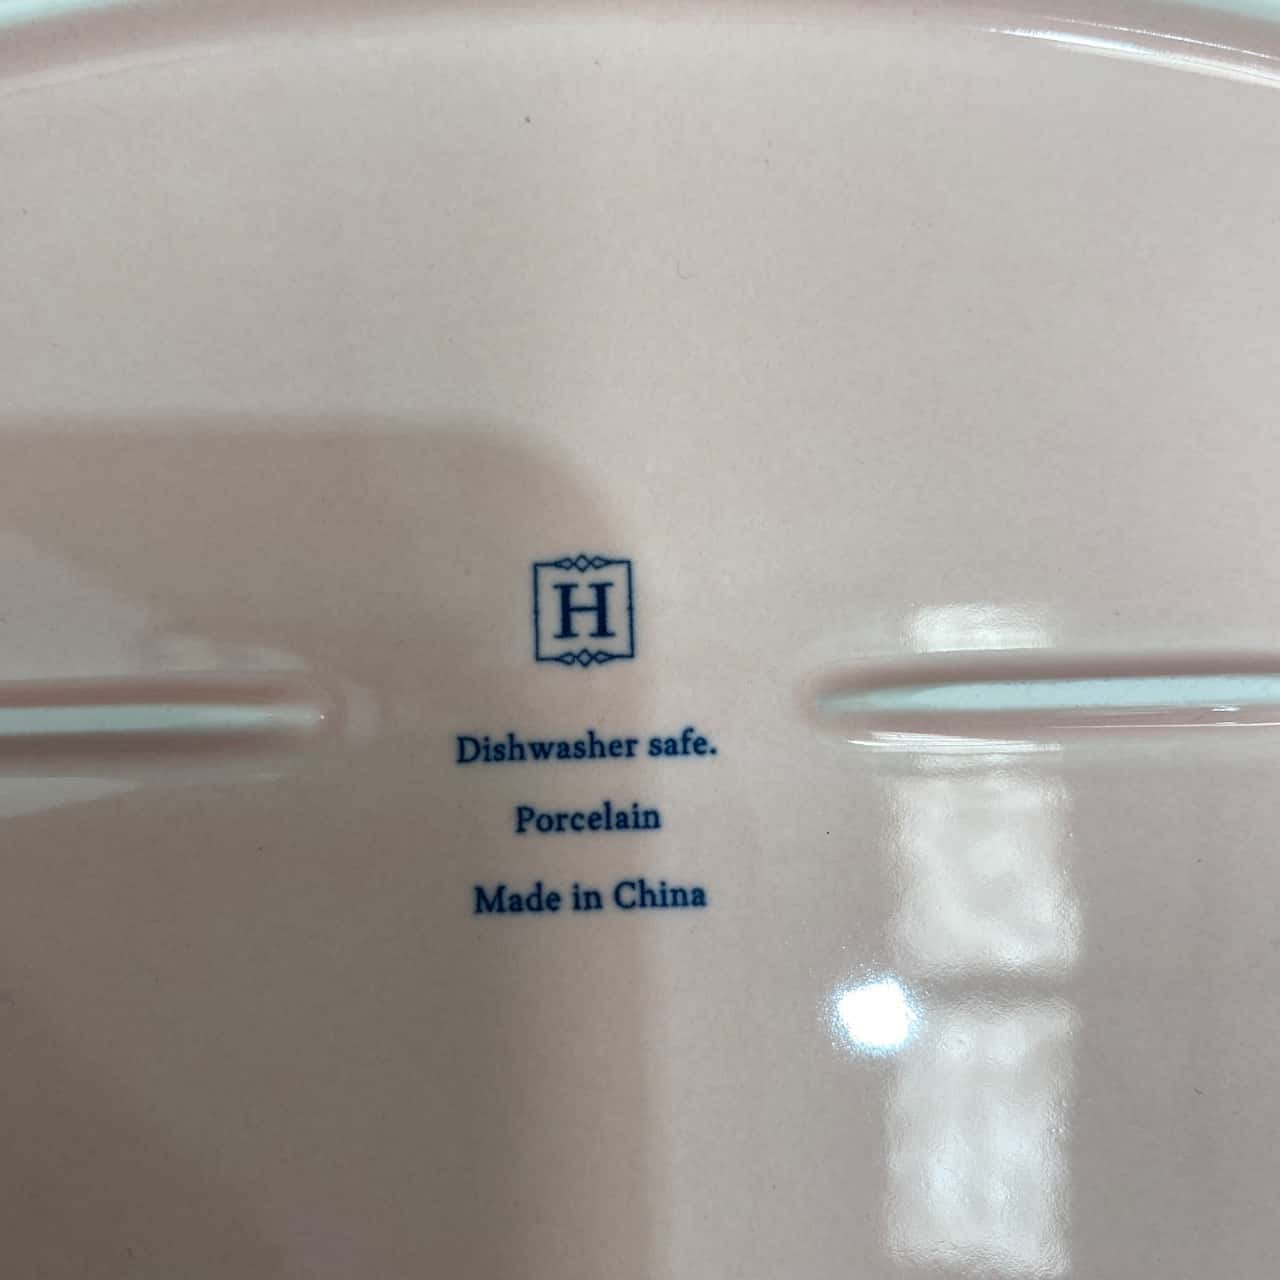 H
Dishwasher safe.
Porcelain
Made in China